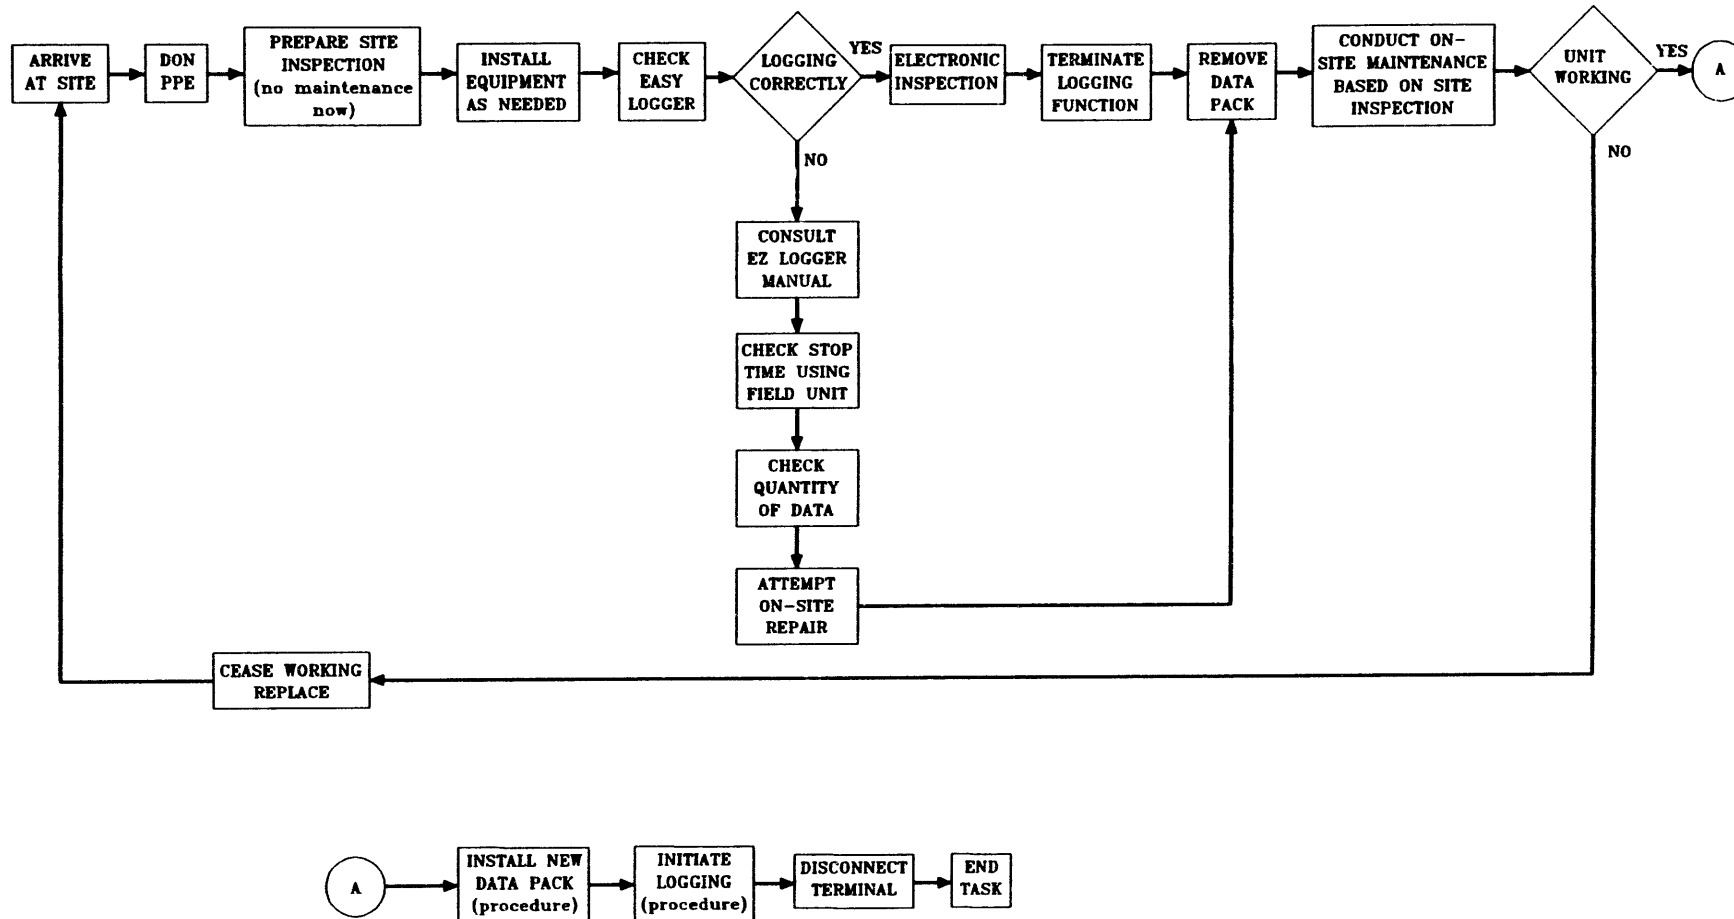 ARRIVE
AT SITE
DON
PPE
PREPARE SITE
INSPECTION
(no maintenance
now)
INSTALL
EQUIPMENT
AS NEEDED
CHECK
EASY
LOGGER
LOGGING
CORRECTLY
YES
NO
ELECTRONIC
INSPECTION
TERMINATE
LOGGING
FUNCTION
REMOVE
DATA
PACK
CONDUCT ON-
SITE MAINTENANCE
BASED ON SITE
INSPECTION
UNIT
WORKING
YES
A
NO
CONSULT
EZ LOGGER
MANUAL
CHECK STOP
TIME USING
FIELD UNIT
CHECK
QUANTITY
OF DATA
ATTEMPT
ON-SITE
REPAIR
CEASE WORKING
REPLACE
A
INSTALL NEW
DATA PACK
(procedure)
INITIATE
LOGGING
(procedure)
DISCONNECT
TERMINAL
END
TASK